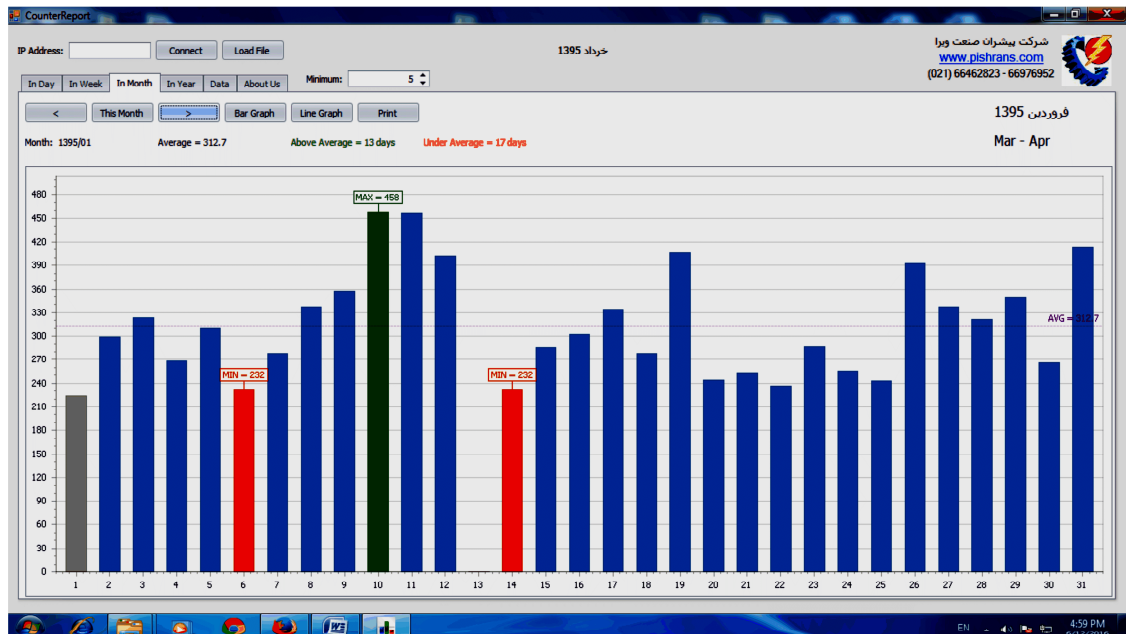 CounterReport
IP Address: Connect Load File خرداد 1395
شرکت پیشران صنعت ویرا
www.pishrans.com
(021) 66462823 - 66976952
In Day In Week In Month In Year Data About Us Minimum: 5
< This Month > Bar Graph Line Graph Print فروردین 1395
Month: 1395/01 Average = 312.7 Above Average = 13 days Under Average = 17 days Mar - Apr
480
MAX = 458
450
420
390
360
330
AVG = 312.7
300
270
MIN = 232 MIN = 232
240
210
180
150
120
90
60
30
0
1 2 3 4 5 6 7 8 9 10 11 12 13 14 15 16 17 18 19 20 21 22 23 24 25 26 27 28 29 30 31
EN 4:59 PM